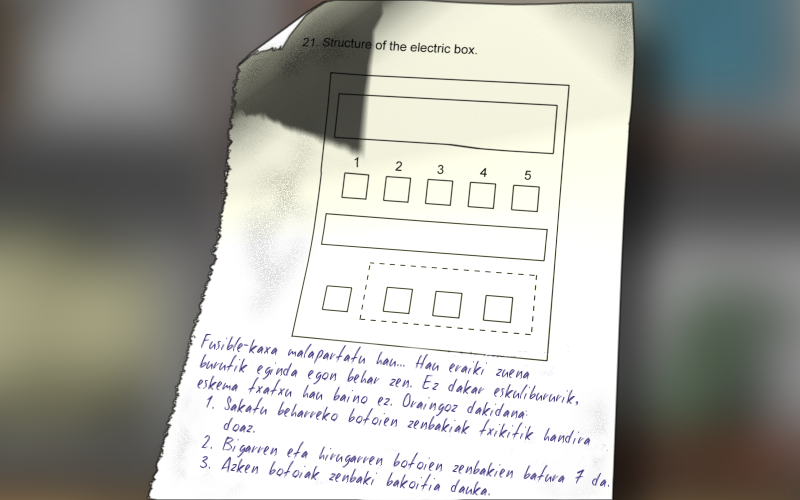 21. Structure of the electric box.
1 2 3 4 5
Fusible-kaxa malapartatu hau... Hau eraiki zuena
burutik eginda egon behar zen. Ez dakar eskulibururik,
eskema txatxu hau baino ez. Oraingoz dakidana:
1. Sakatu beharreko botoien zenbakiak txikitik handira
doaz.
2. Bigarren eta hirugarren botoien zenbakien batura 7 da.
3. Azken botoiak zenbaki bakoitia dauka.